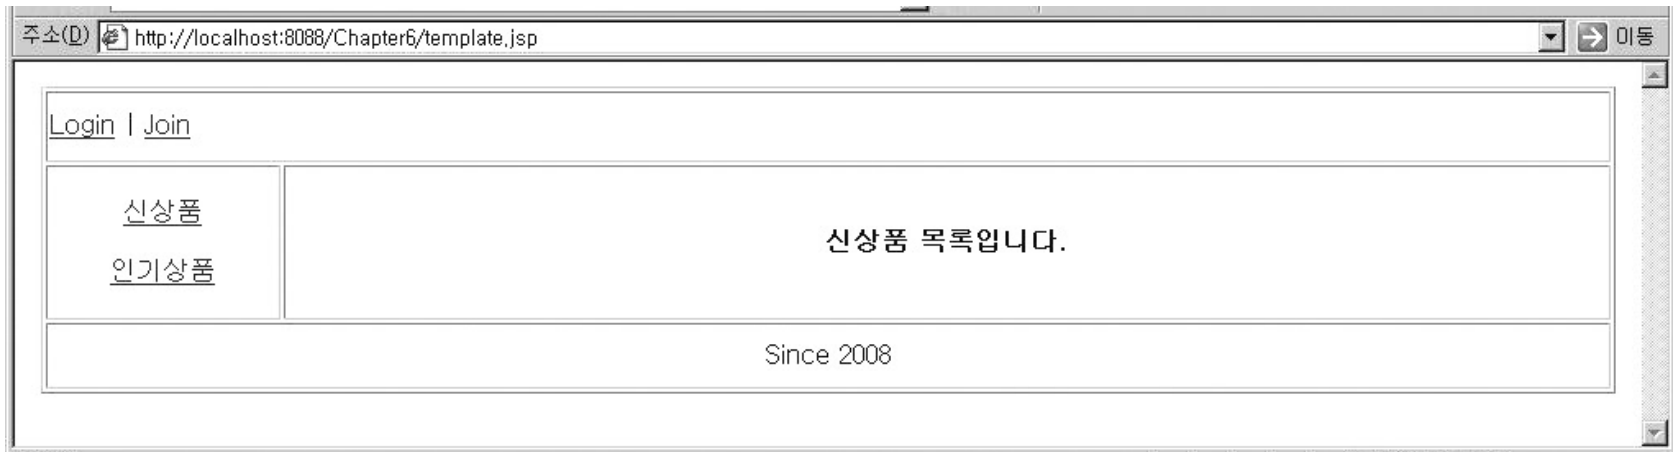 주소(D) http://localhost:8088/Chapter6/template.jsp 이동
Login | Join
신상품
인기상품
신상품 목록입니다.
Since 2008